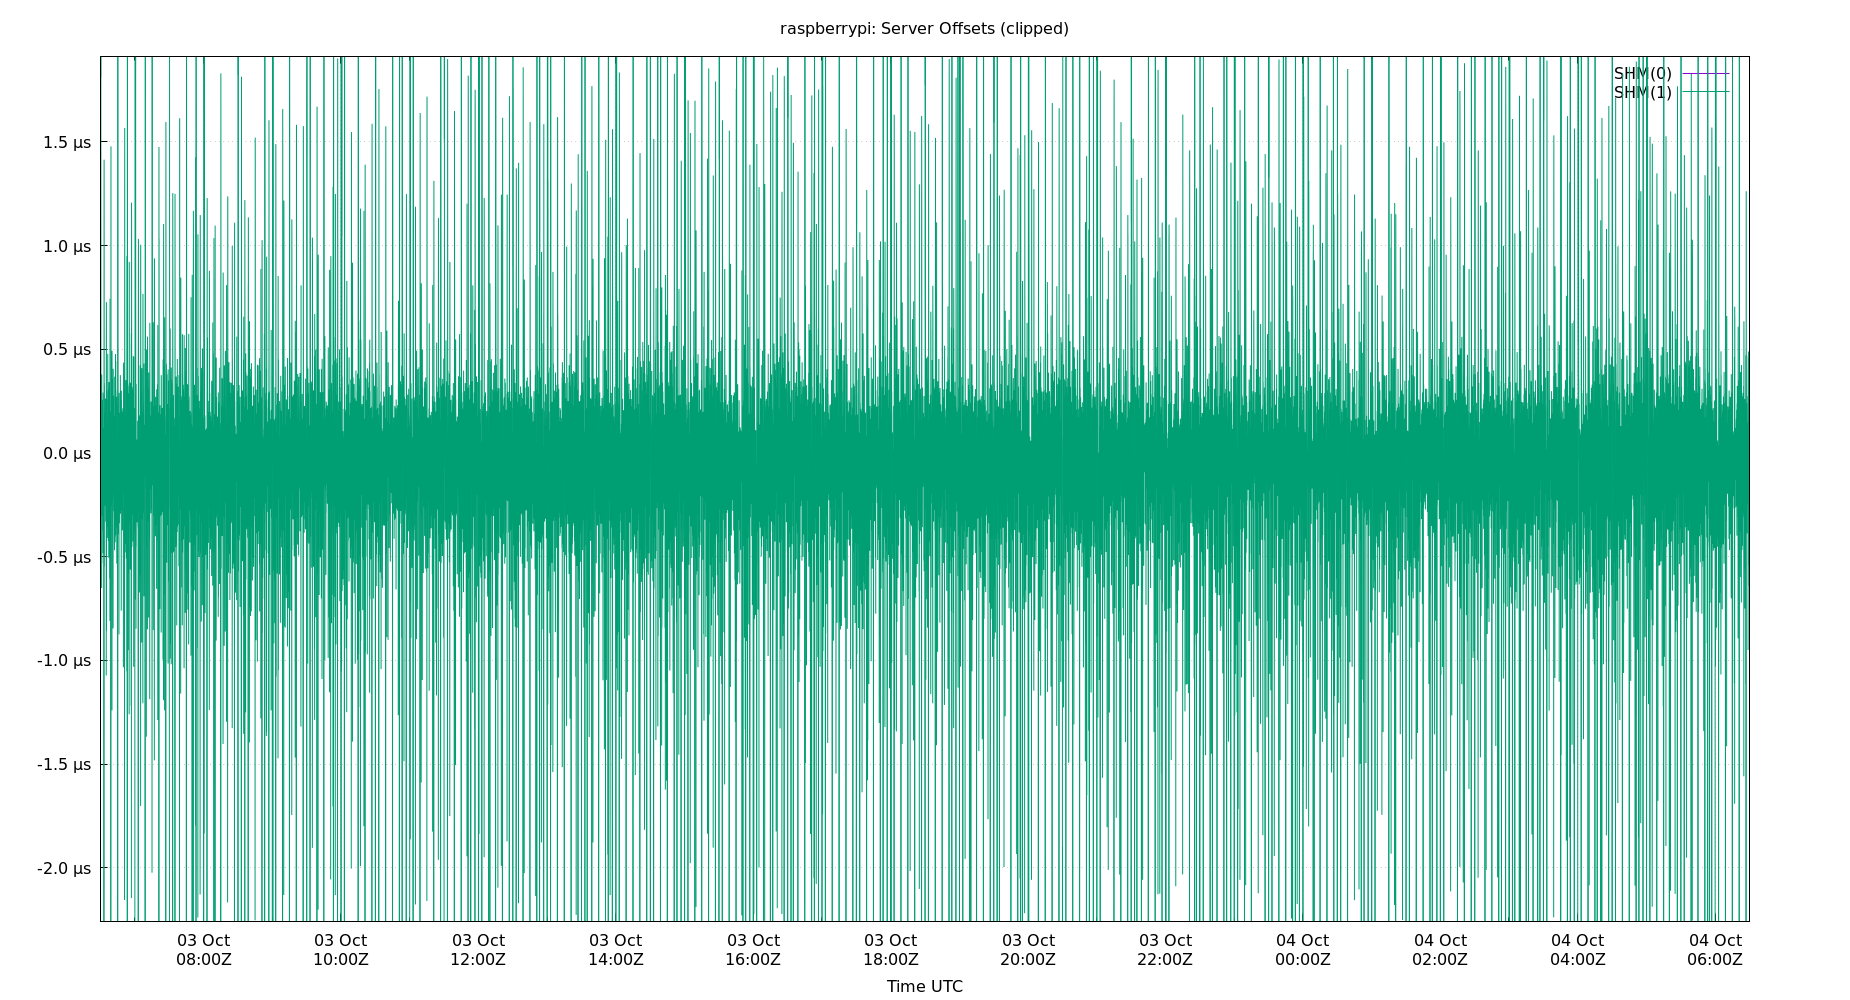 raspberrypi: Server Offsets (clipped)
SHM(0)
SHM(1)
1.5 µs
1.0 µs
0.5 µs
0.0 µs
-0.5 µs
-1.0 µs
-1.5 µs
-2.0 µs
03 Oct 03 Oct 03 Oct 03 Oct 03 Oct 03 Oct 03 Oct 03 Oct 04 Oct 04 Oct 04 Oct 04 Oct
08:00Z 10:00Z 12:00Z 14:00Z 16:00Z 18:00Z 20:00Z 22:00Z 00:00Z 02:00Z 04:00Z 06:00Z
Time UTC